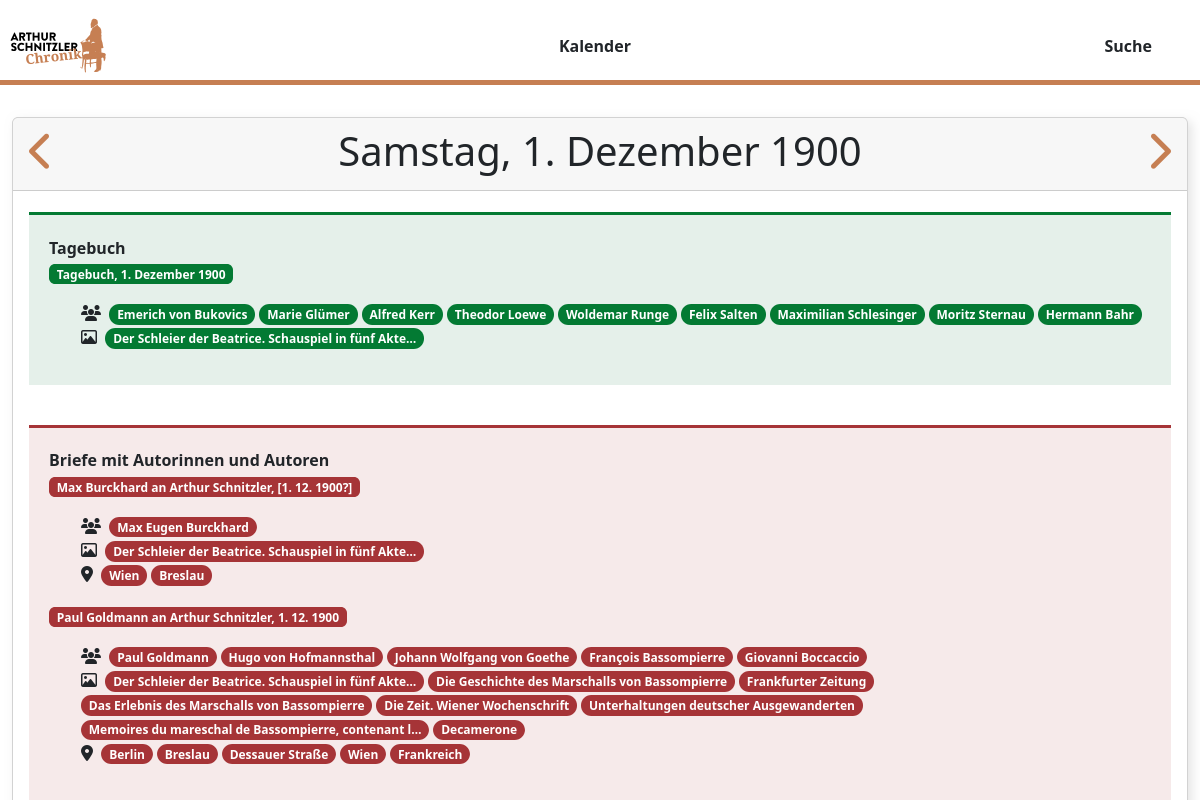 ARTHUR
SCHNITZLER
Chronik
Kalender
Suche
Samstag, 1. Dezember 1900
Tagebuch
Tagebuch, 1. Dezember 1900
Emerich von Bukovics Marie Glümer Alfred Kerr Theodor Loewe Woldemar Runge Felix Salten Maximilian Schlesinger Moritz Sternau Hermann Bahr
Der Schleier der Beatrice. Schauspiel in fünf Akte...
Briefe mit Autorinnen und Autoren
Max Burckhard an Arthur Schnitzler, [1. 12. 1900?]
Max Eugen Burckhard
Der Schleier der Beatrice. Schauspiel in fünf Akte...
Wien Breslau
Paul Goldmann an Arthur Schnitzler, 1. 12. 1900
Paul Goldmann Hugo von Hofmannsthal Johann Wolfgang von Goethe François Bassompierre Giovanni Boccaccio
Der Schleier der Beatrice. Schauspiel in fünf Akte... Die Geschichte des Marschalls von Bassompierre Frankfurter Zeitung
Das Erlebnis des Marschalls von Bassompierre Die Zeit. Wiener Wochenschrift Unterhaltungen deutscher Ausgewanderten
Memoires du mareschal de Bassompierre, contenant l... Decamerone
Berlin Breslau Dessauer Straße Wien Frankreich